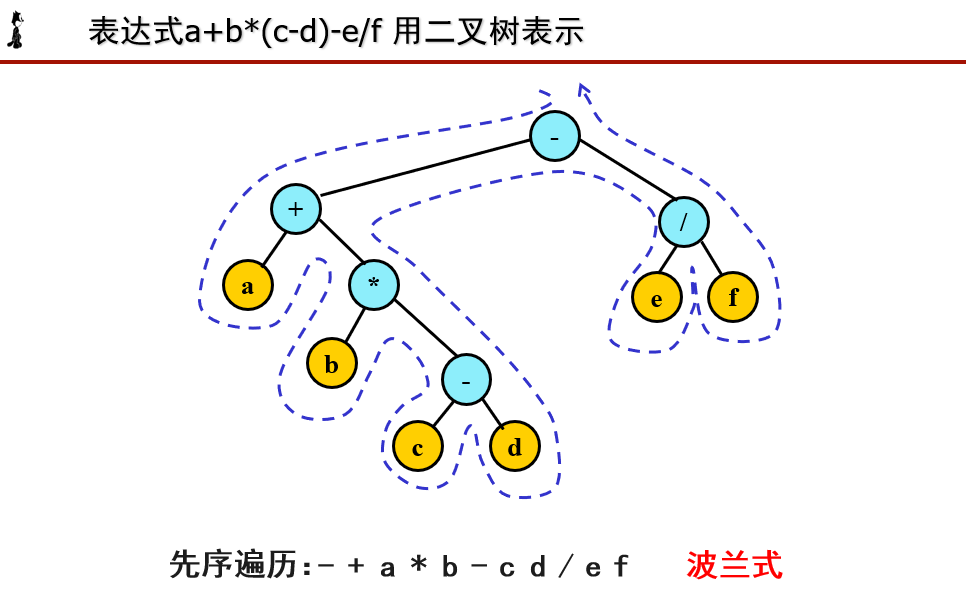 表达式a+b*(c-d)-e/f 用二叉树表示
-
+
/
a
*
e
f
b
-
c
d
先序遍历:- + a * b - c d / e f 波兰式